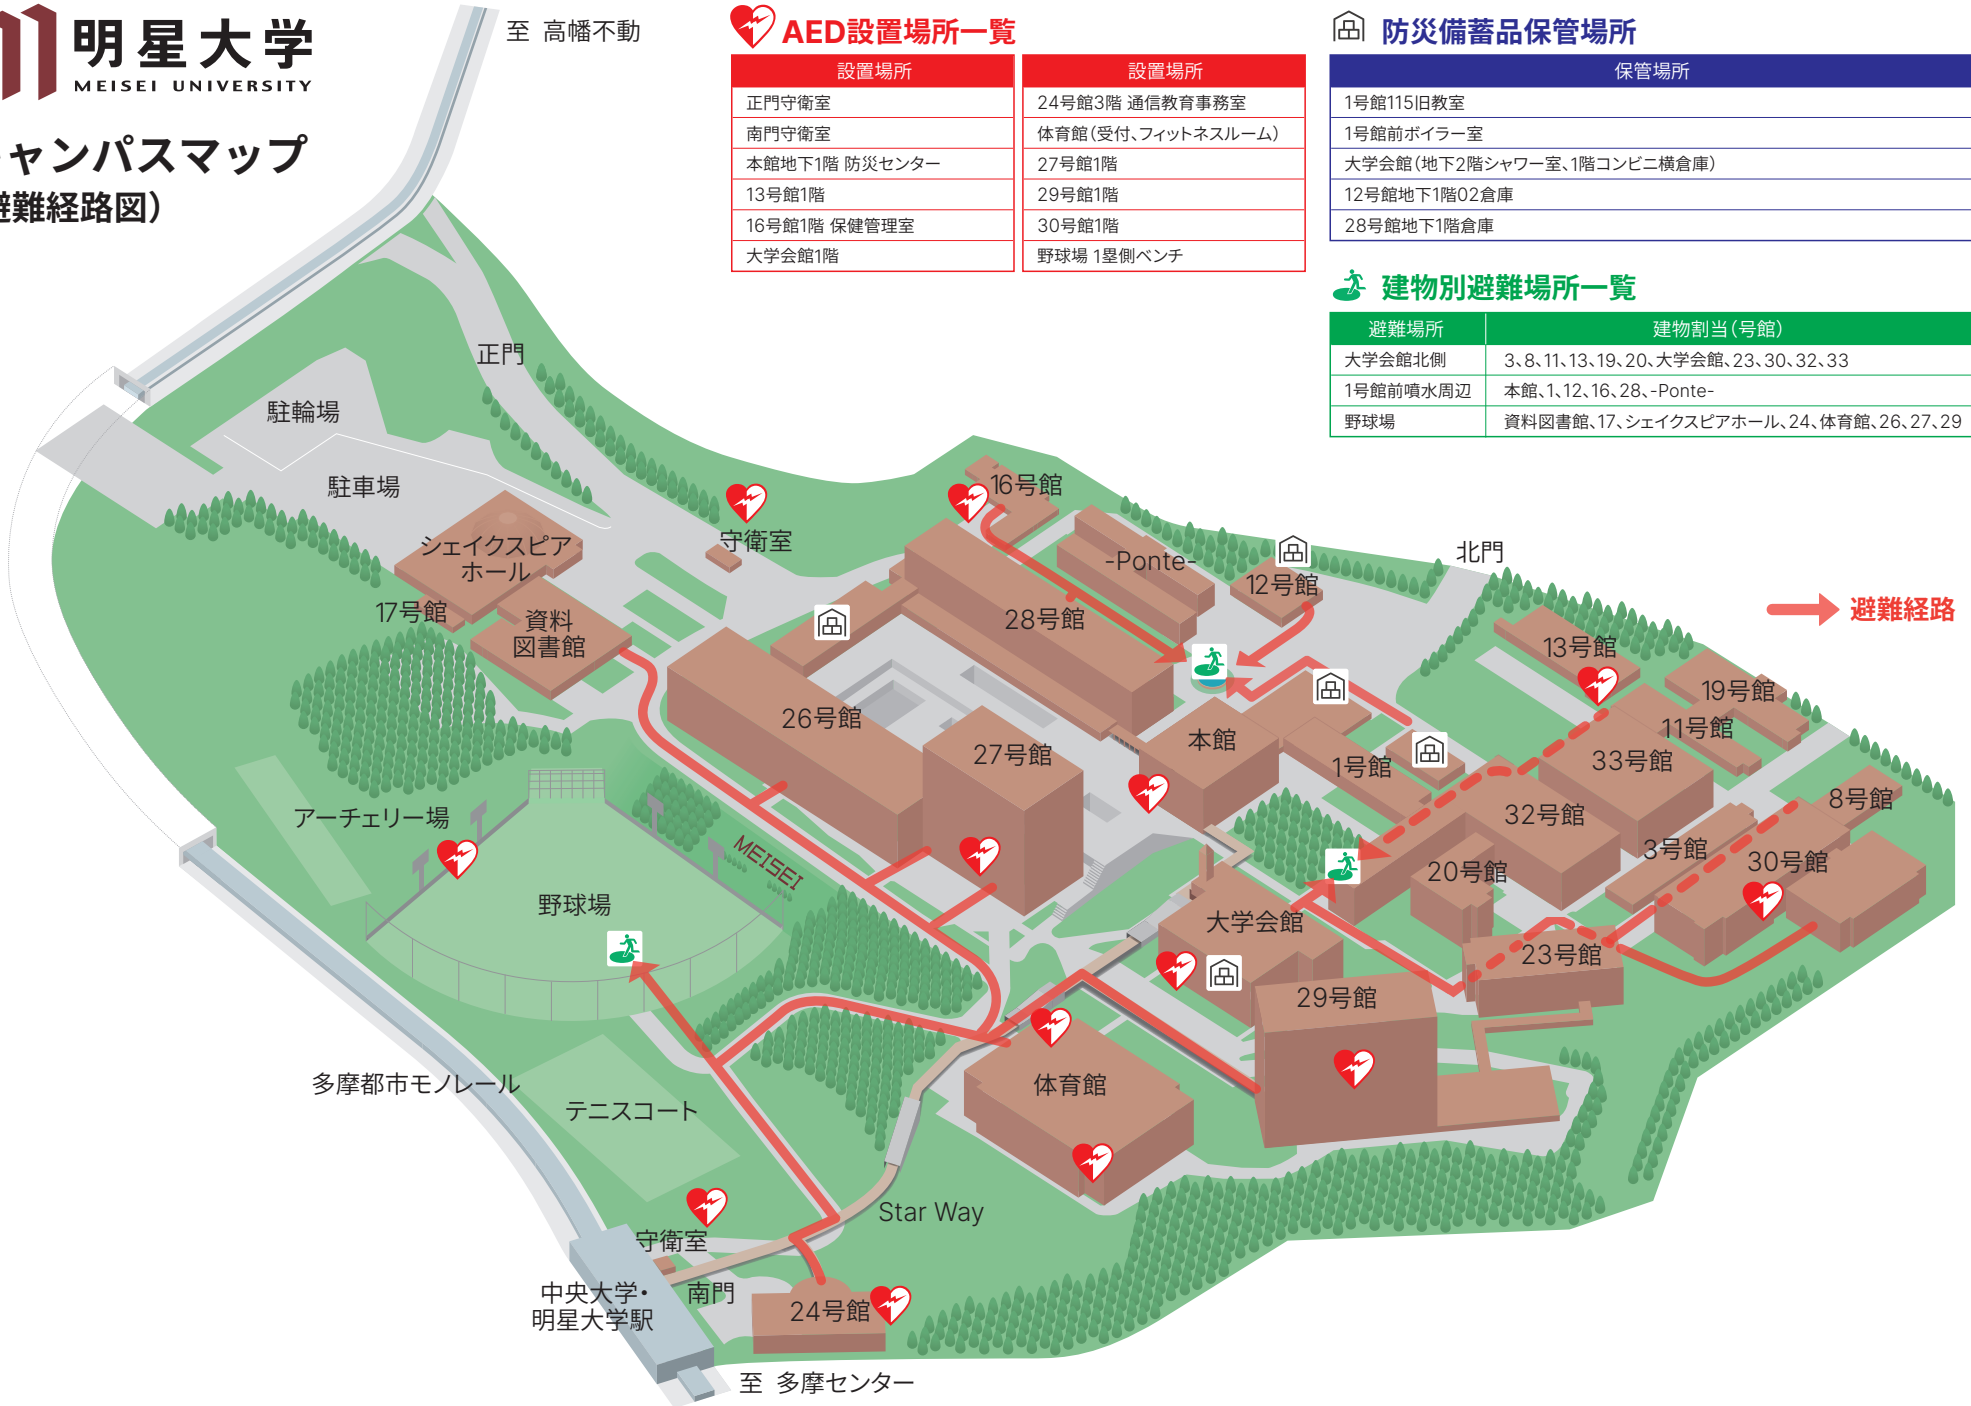 明星大学
MEISEI UNIVERSITY
キャンパスマップ
避難経路図）
至 高幡不動
AED設置場所一覧
設置場所 設置場所
正門守衛室 24号館3階 通信教育事務室
南門守衛室 体育館（受付、フィットネスルーム）
本館地下1階 防災センター 27号館1階
13号館1階 29号館1階
16号館1階 保健管理室 30号館1階
大学会館1階 野球場 1塁側ベンチ
防災備蓄品保管場所
保管場所
1号館115旧教室
1号館前ボイラー室
大学会館（地下2階シャワー室、1階コンビニ横倉庫）
12号館地下1階02倉庫
28号館地下1階倉庫
建物別避難場所一覧
避難場所 建物割当（号館）
大学会館北側 3、8、11、13、19、20、大学会館、23、30、32、33
1号館前噴水周辺 本館、1、12、16、28、-Ponte-
野球場 資料図書館、17、シェイクスピアホール、24、体育館、26、27、29
正門
駐輪場
駐車場
守衛室
16号館
シェイクスピア
ホール
-Ponte-
12号館
北門
17号館
資料
図書館
28号館
避難経路
13号館
19号館
11号館
26号館
27号館
本館
1号館
33号館
8号館
32号館
アーチェリー場
MEISEI
3号館
30号館
20号館
野球場
大学会館
23号館
29号館
多摩都市モノレール
テニスコート
体育館
Star Way
守衛室
中央大学・
明星大学駅
南門
24号館
至 多摩センター